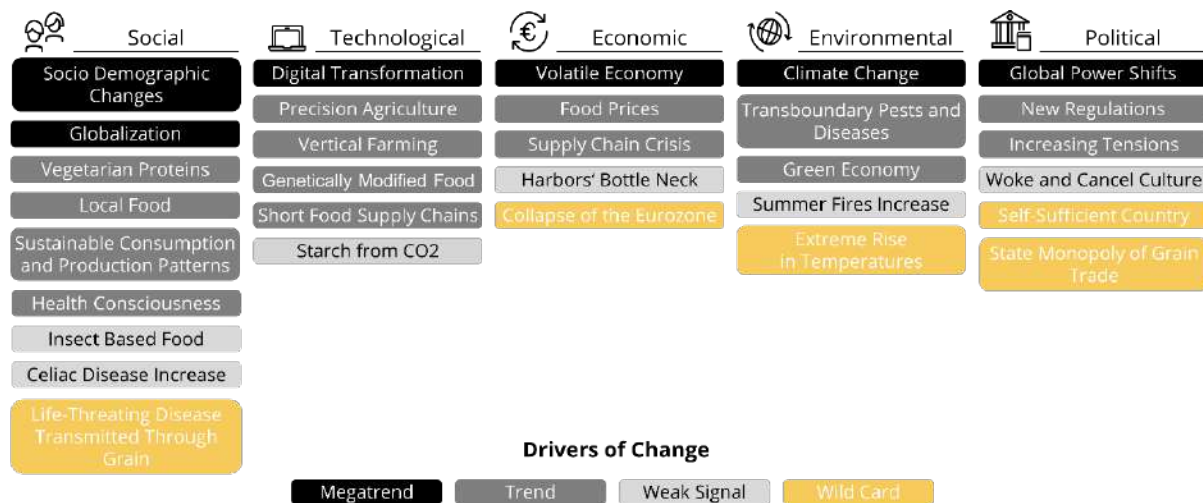 Social
Socio Demographic
Changes
Globalization
Vegetarian Proteins
Local Food
Sustainable Consumption
and Production Patterns
Health Consciousness
Insect Based Food
Celiac Disease Increase
Life-Threating Disease
Transmitted Through
Grain
Technological
Digital Transformation
Precision Agriculture
Vertical Farming
Genetically Modified Food
Short Food Supply Chains
Starch from CO2
€
Economic
Volatile Economy
Food Prices
Supply Chain Crisis
Harbors' Bottle Neck
Collapse of the Eurozone
Environmental
Climate Change
Transboundary Pests and
Diseases
Green Economy
Summer Fires Increase
Extreme Rise
in Temperatures
Political
Global Power Shifts
New Regulations
Increasing Tensions
Woke and Cancel Culture
Self-Sufficient Country
State Monopoly of Grain
Trade
Drivers of Change
Megatrend
Trend
Weak Signal
Wild Card